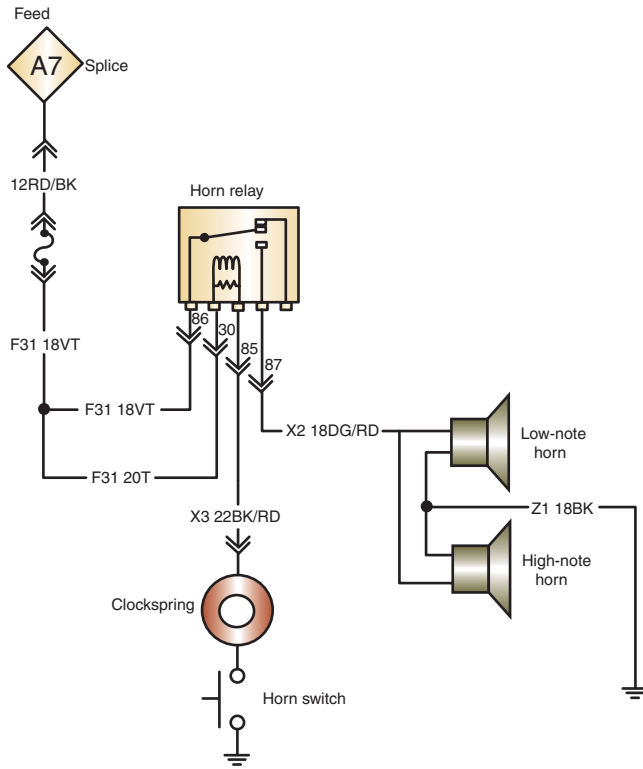 Feed
A7
Splice
12RD/BK
Horn relay
86
30
85
87
F31 18VT
F31 18VT
F31 20T
X2 18DG/RD
Low-note
horn
X3 22BK/RD
Z1 18BK
High-note
horn
Clockspring
Horn switch